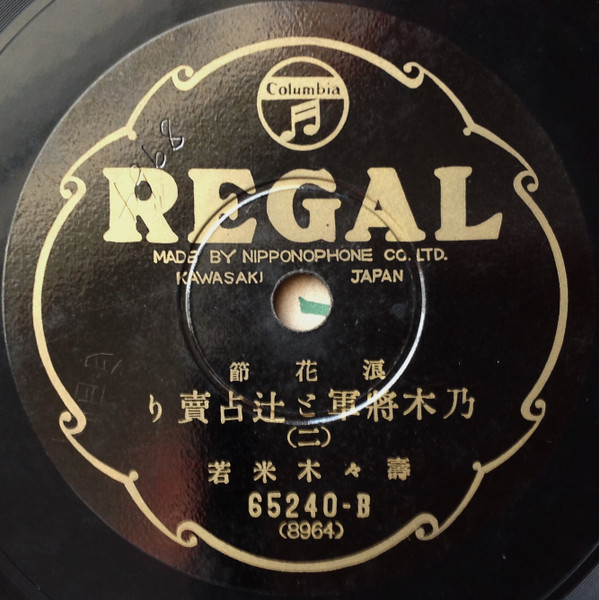 Columbia
REGAL
MADE BY NIPPONOPHONE CO. LTD.
KAWASAKI JAPAN
浪花節
乃木將軍と辻占賣り
(二)
壽々木米若
65240-B
(8964)